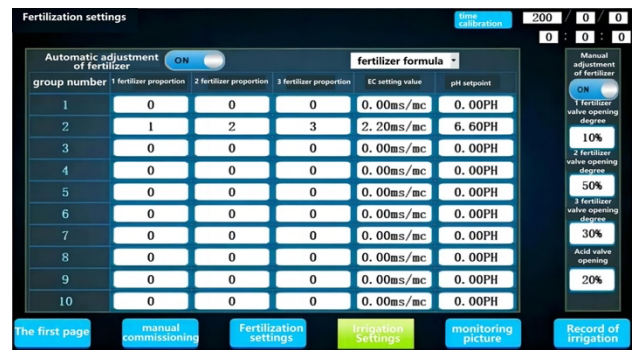 Fertilization settings
time calibration
200 / 0 / 0
0 : 0 : 0
Automatic adjustment of fertilizer
ON
fertilizer formula
group number 1 fertilizer proportion 2 fertilizer proportion 3 fertilizer proportion EC setting value pH setpoint
1 0 0 0 0.00ms/mc 0.00PH
2 1 2 3 2.20ms/mc 6.60PH
3 0 0 0 0.00ms/mc 0.00PH
4 0 0 0 0.00ms/mc 0.00PH
5 0 0 0 0.00ms/mc 0.00PH
6 0 0 0 0.00ms/mc 0.00PH
7 0 0 0 0.00ms/mc 0.00PH
8 0 0 0 0.00ms/mc 0.00PH
9 0 0 0 0.00ms/mc 0.00PH
10 0 0 0 0.00ms/mc 0.00PH
Manual
adjustment
of fertilizer
ON
1 fertilizer
valve opening
degree
10%
2 fertilizer
valve opening
degree
50%
3 fertilizer
valve opening
degree
30%
Acid valve
opening
20%
The first page
manual
commissioning
Fertilization
settings
Irrigation
Settings
monitoring
picture
Record of
irrigation